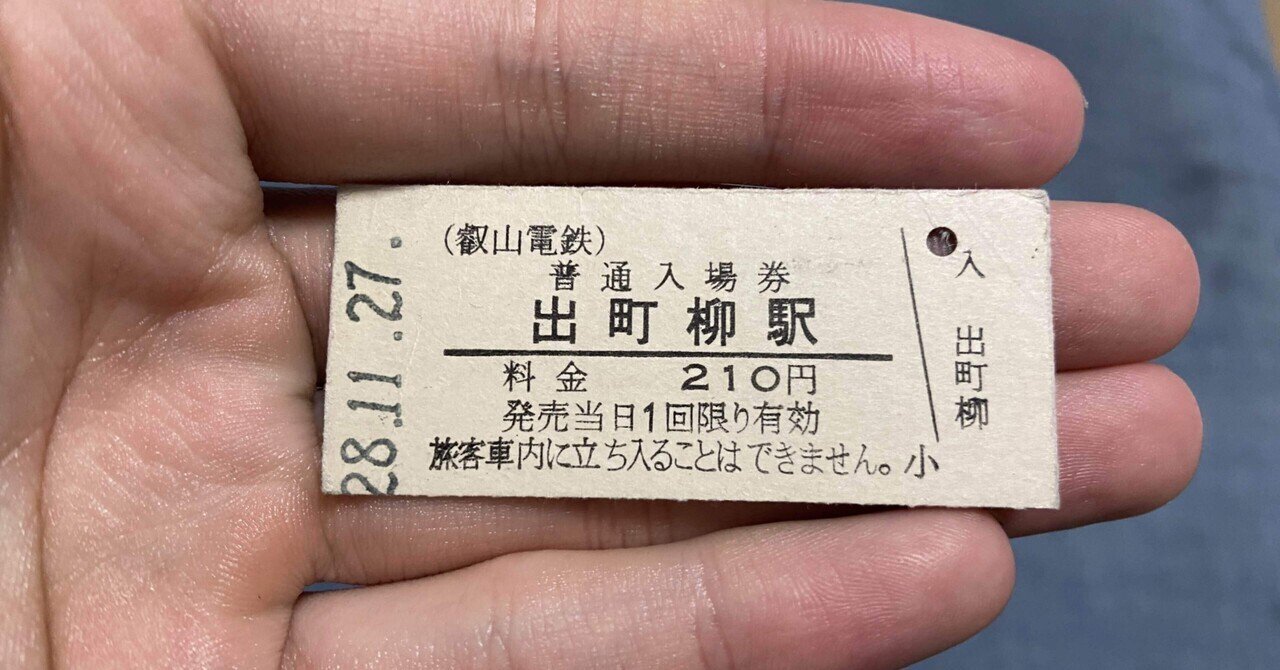 28.11.27.
(叡山電鉄)
普通入場券
出町柳駅
料金 210円
発売当日1回限り有効
旅客車内に立ち入ることはできません。
小
入
出町柳